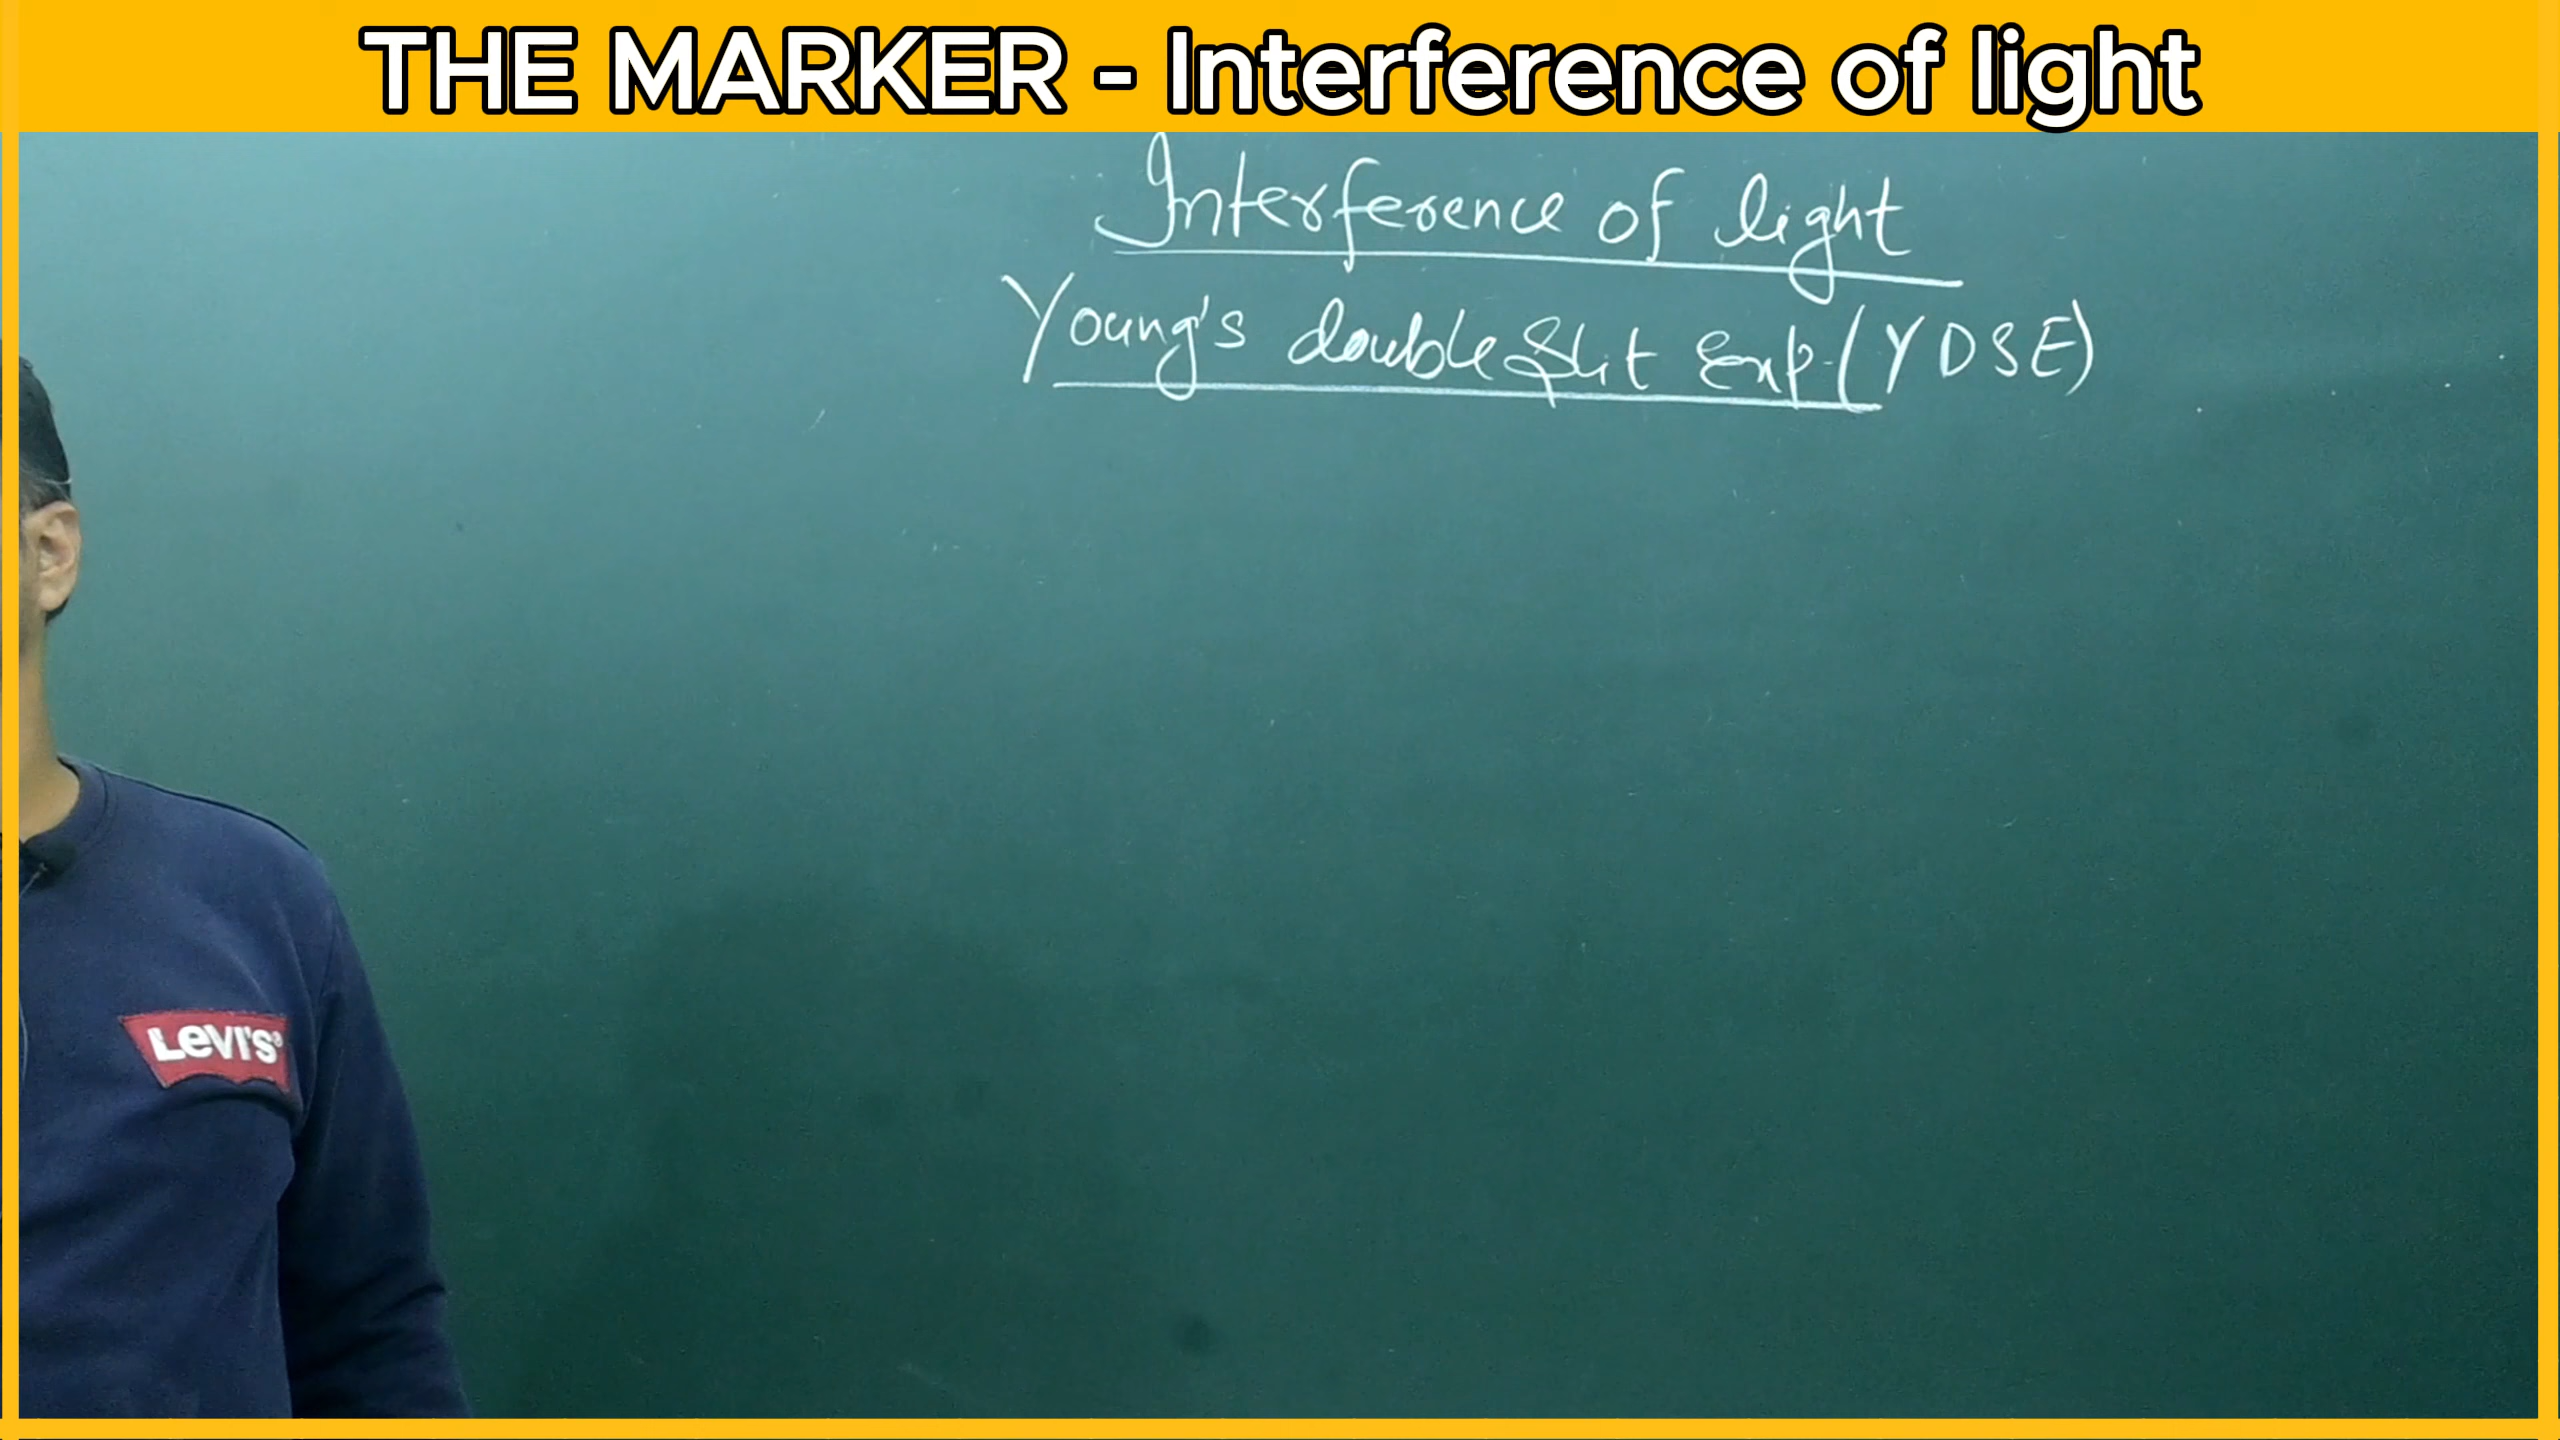 THE MARKER - Interference of light
Interference of light
Young's double Slit Exp. (YDSE)
LEVI'S